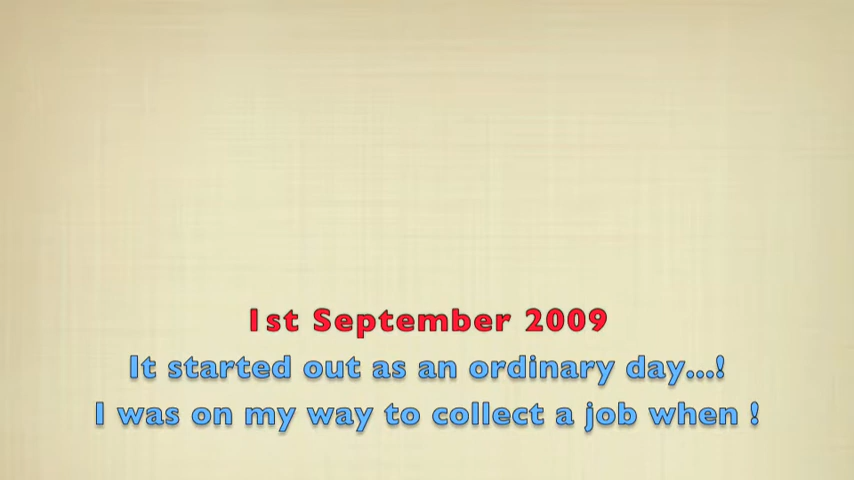 1st September 2009
It started out as an ordinary day...!
I was on my way to collect a job when !